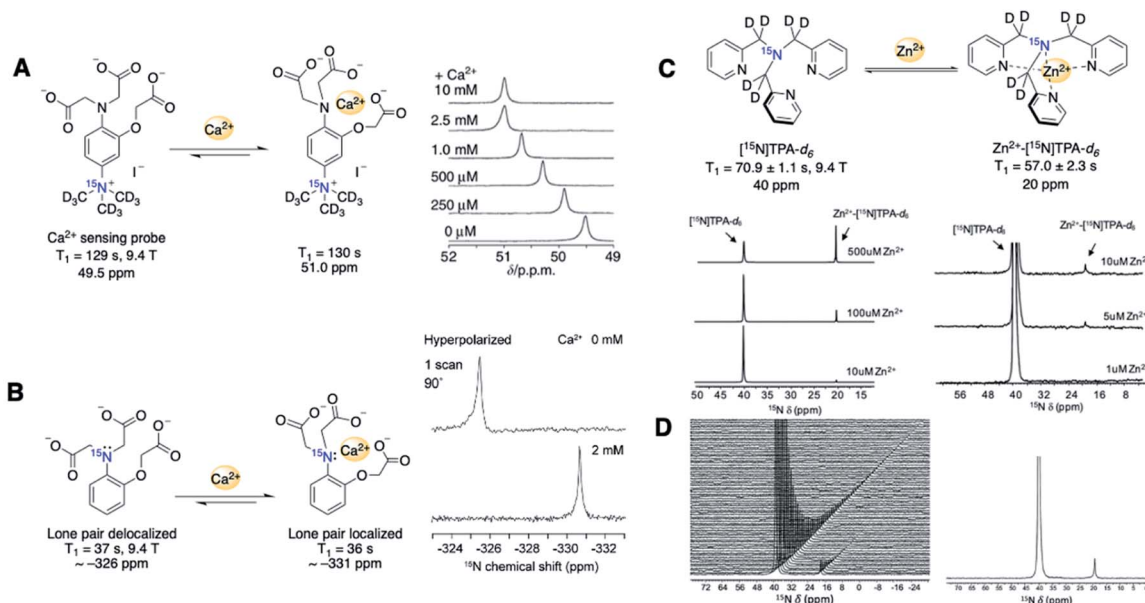 A
Ca²⁺
I⁻
I⁻
Ca²⁺ sensing probe
T₁ = 129 s, 9.4 T
49.5 ppm
T₁ = 130 s
51.0 ppm
+ Ca²⁺
10 mM
2.5 mM
1.0 mM
500 μM
250 μM
0 μM
52 51 50 49
δ/p.p.m.
B
Ca²⁺
Lone pair delocalized
T₁ = 37 s, 9.4 T
~ −326 ppm
Lone pair localized
T₁ = 36 s
~ −331 ppm
Hyperpolarized Ca²⁺ 0 mM
1 scan
90°
2 mM
-324 -326 -328 -330 -332
¹⁵N chemical shift (ppm)
C
Zn²⁺
[¹⁵N]TPA-d₆
T₁ = 70.9 ± 1.1 s, 9.4 T
40 ppm
Zn²⁺-[¹⁵N]TPA-d₆
T₁ = 57.0 ± 2.3 s
20 ppm
[¹⁵N]TPA-d₆
Zn²⁺-[¹⁵N]TPA-d₆
500uM Zn²⁺
100uM Zn²⁺
10uM Zn²⁺
50 45 40 35 30 25 20 15
¹⁵N δ (ppm)
[¹⁵N]TPA-d₆
Zn²⁺-[¹⁵N]TPA-d₆
10uM Zn²
5uM Zn²⁺
1uM Zn²
56 48 40 32 24 16 8
¹⁵N δ (ppm)
D
72 64 56 48 40 32 24 16 8 0 -8 -16 -24
¹⁵N δ (ppm)
70 60 50 40 30 20 10
¹⁵N δ (ppm)